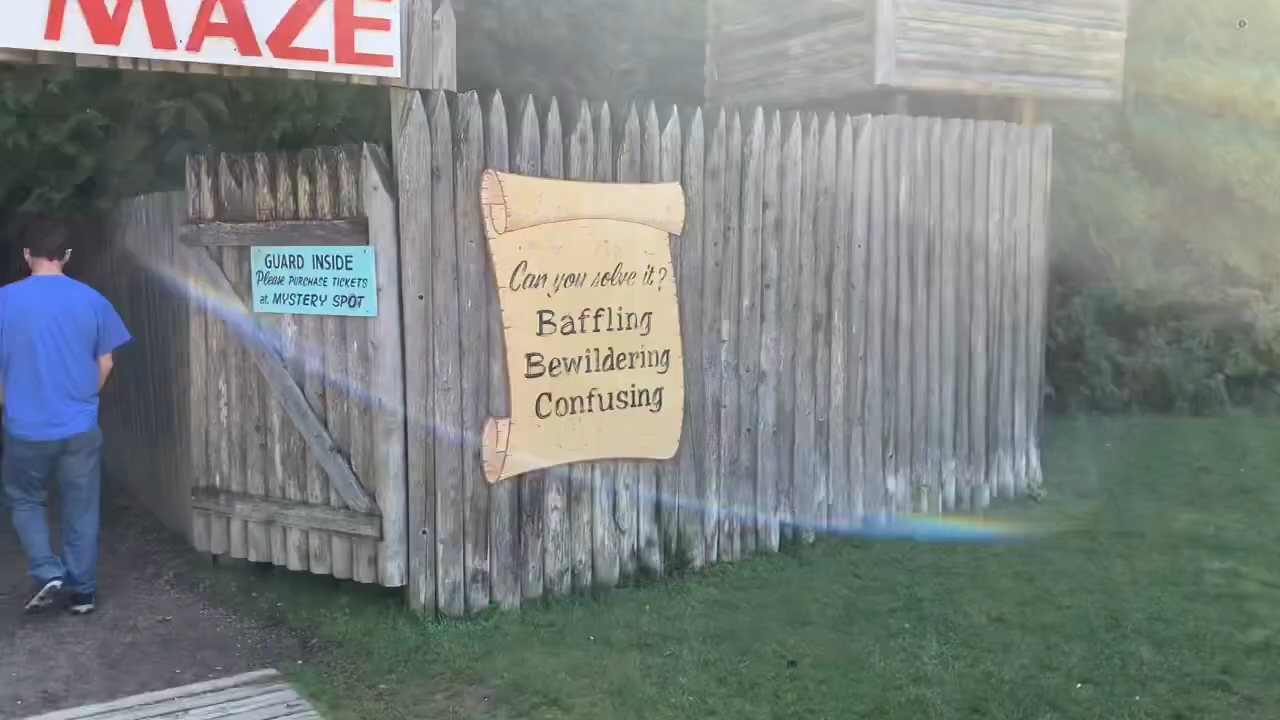 MAZE
GUARD INSIDE
Please PURCHASE TICKETS
at MYSTERY SPOT
Can you solve it?
Baffling
Bewildering
Confusing